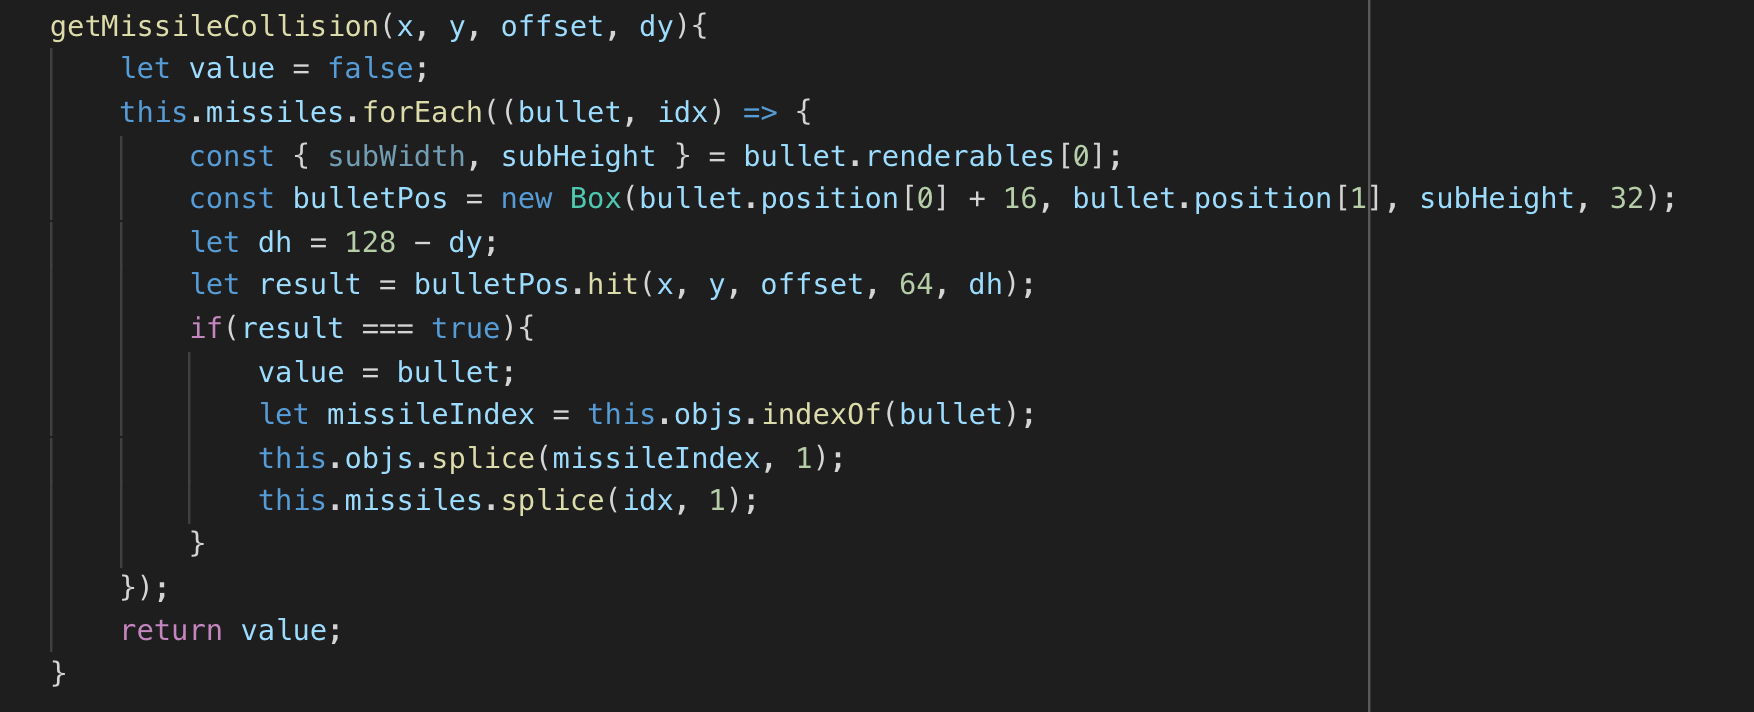 getMissileCollision(x, y, offset, dy){
    let value = false;
    this.missiles.forEach((bullet, idx) => {
        const { subWidth, subHeight } = bullet.renderables[0];
        const bulletPos = new Box(bullet.position[0] + 16, bullet.position[1], subHeight, 32);
        let dh = 128 - dy;
        let result = bulletPos.hit(x, y, offset, 64, dh);
        if(result === true){
            value = bullet;
            let missileIndex = this.objs.indexOf(bullet);
            this.objs.splice(missileIndex, 1);
            this.missiles.splice(idx, 1);
        }
    });
    return value;
}